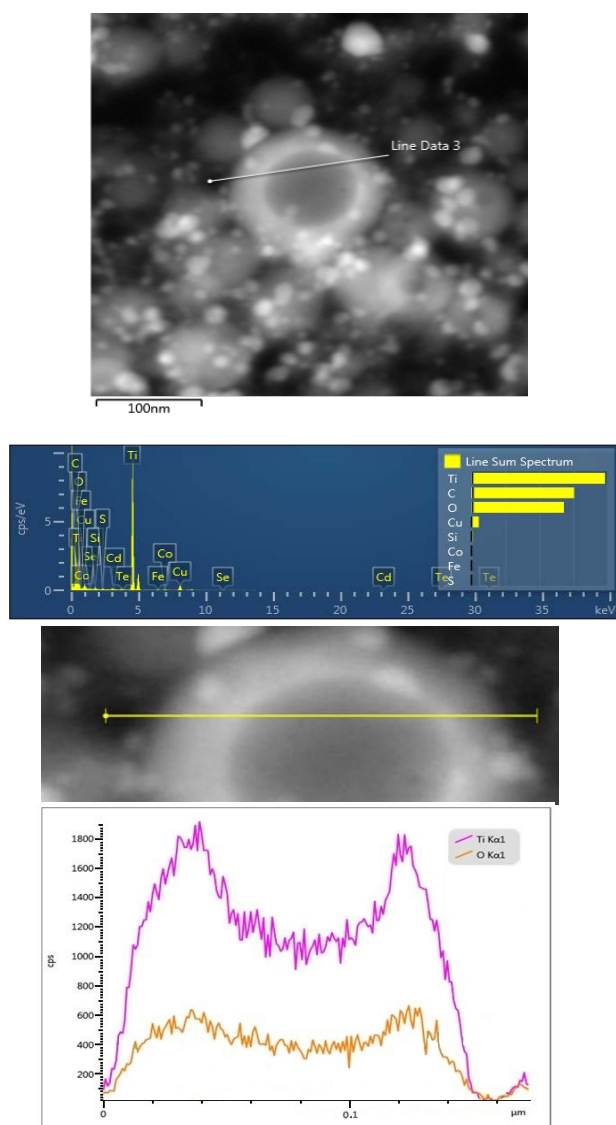 Line Data 3
100nm
Ti
C
O
Fe
Cu
S
T
Si
Se
Cd
Co
Co
Te
Fe
Cu
Se
Cd
Te
Te
cps/eV
5
0
0 5 10 15 20 25 30 35 keV
Line Sum Spectrum
Ti
C
O
Cu
Si
Co
Fe
S
Ti Kα1
O Kα1
cps
1800
1600
1400
1200
1000
800
600
400
200
0 0.1 µm